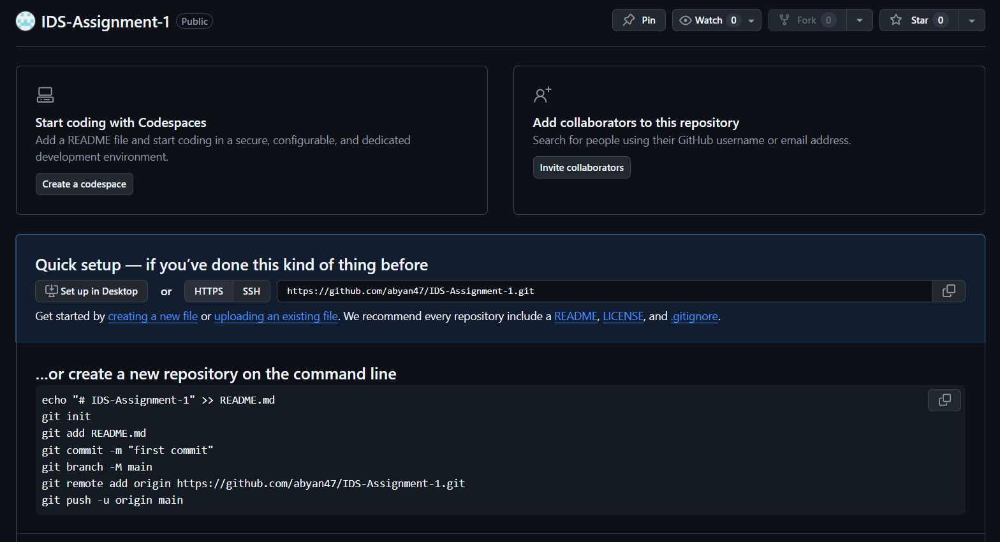 IDS-Assignment-1 Public
Pin
Watch 0
Fork 0
Star 0
Start coding with Codespaces
Add a README file and start coding in a secure, configurable, and dedicated
development environment.
Create a codespace
Add collaborators to this repository
Search for people using their GitHub username or email address.
Invite collaborators
Quick setup — if you’ve done this kind of thing before
Set up in Desktop or HTTPS SSH https://github.com/abyan47/IDS-Assignment-1.git
Get started by creating a new file or uploading an existing file. We recommend every repository include a README, LICENSE, and .gitignore.
…or create a new repository on the command line
echo "# IDS-Assignment-1" >> README.md
git init
git add README.md
git commit -m "first commit"
git branch -M main
git remote add origin https://github.com/abyan47/IDS-Assignment-1.git
git push -u origin main